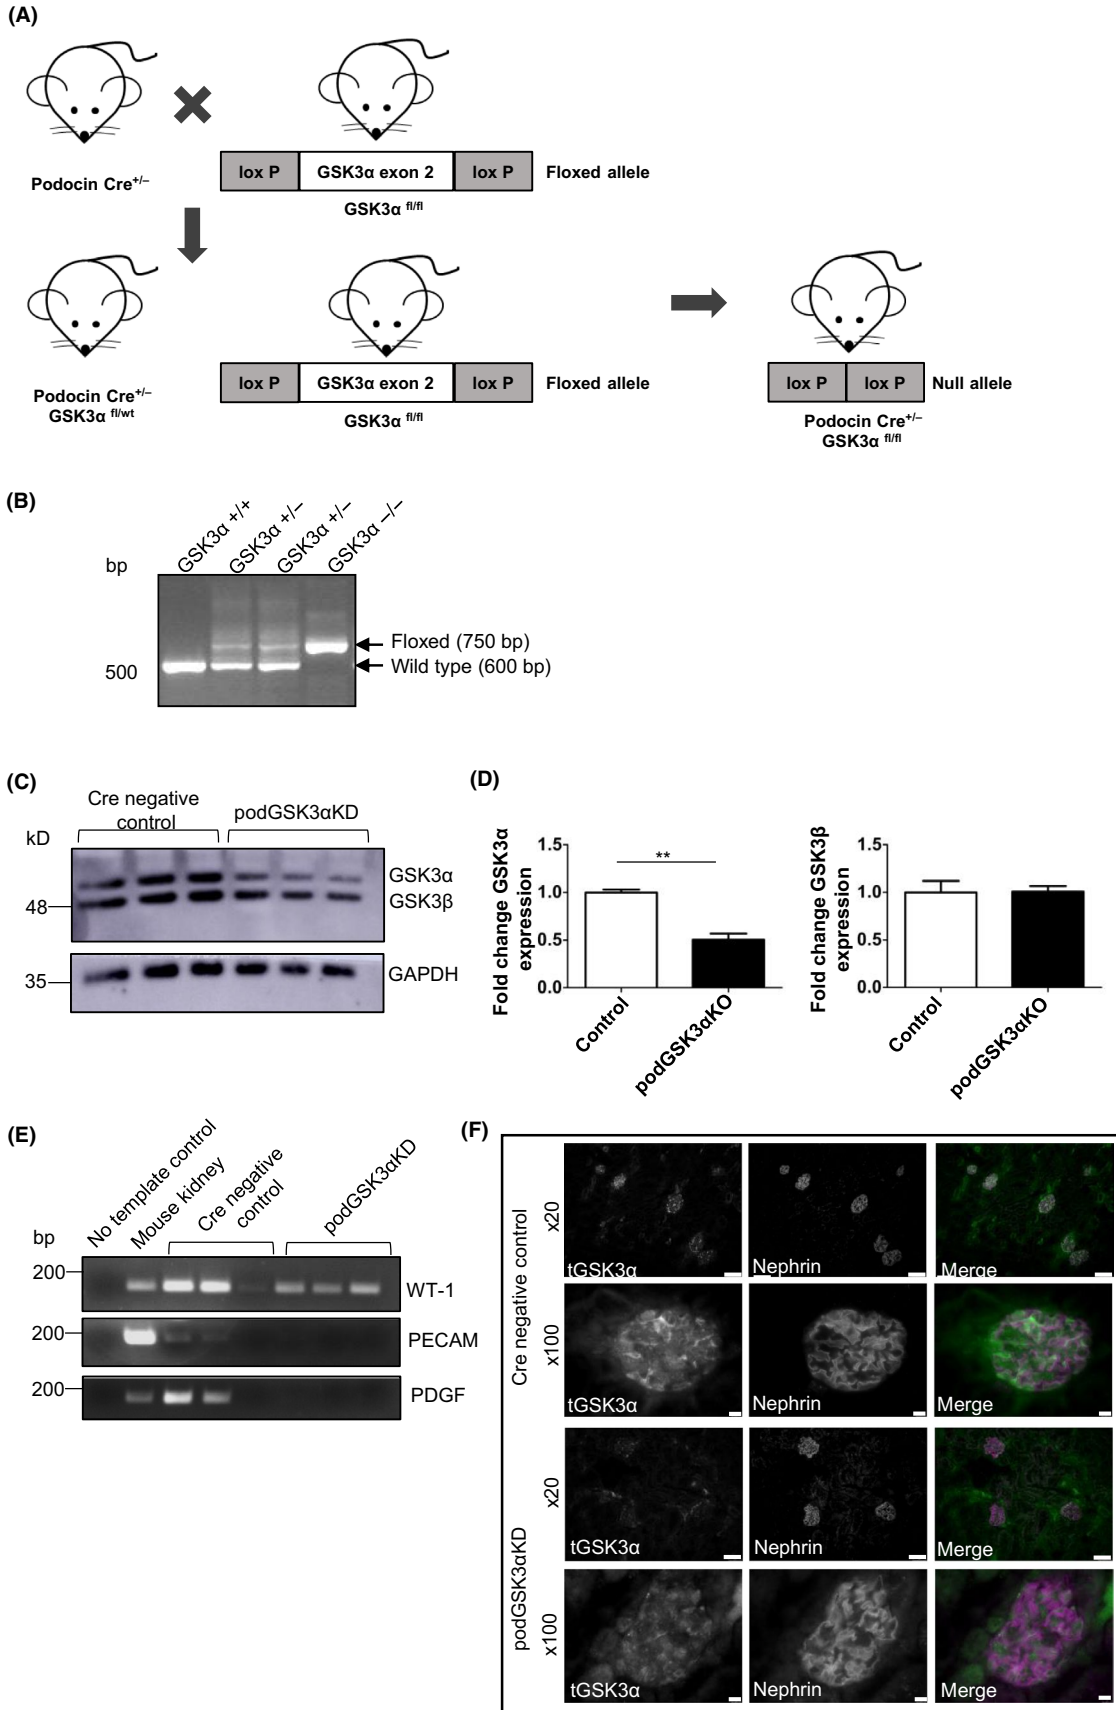 (A)
Podocin Cre+/–
lox P GSK3α exon 2 lox P Floxed allele
GSK3α fl/fl
Podocin Cre+/–
GSK3α fl/wt
lox P GSK3α exon 2 lox P Floxed allele
GSK3α fl/fl
lox P lox P Null allele
Podocin Cre+/–
GSK3α fl/fl
(B)
bp
GSK3α +/+
GSK3α +/–
GSK3α +/–
GSK3α –/–
Floxed (750 bp)
500
Wild type (600 bp)
(C)
Cre negative
control
podGSK3αKD
kD
GSK3α
GSK3β
48
GAPDH
35
(D)
Fold change GSK3α
expression
1.5
1.0
0.5
0.0
**
Control
podGSK3αKO
Fold change GSK3β
expression
1.5
1.0
0.5
0.0
Control
podGSK3αKO
(E)
bp
No template control
Mouse kidney
Cre negative
control
podGSK3αKD
200
WT-1
200
PECAM
200
PDGF
(F)
Cre negative control
x20
tGSK3α Nephrin Merge
x100
tGSK3α Nephrin Merge
podGSK3αKD
x20
tGSK3α Nephrin Merge
x100
tGSK3α Nephrin Merge